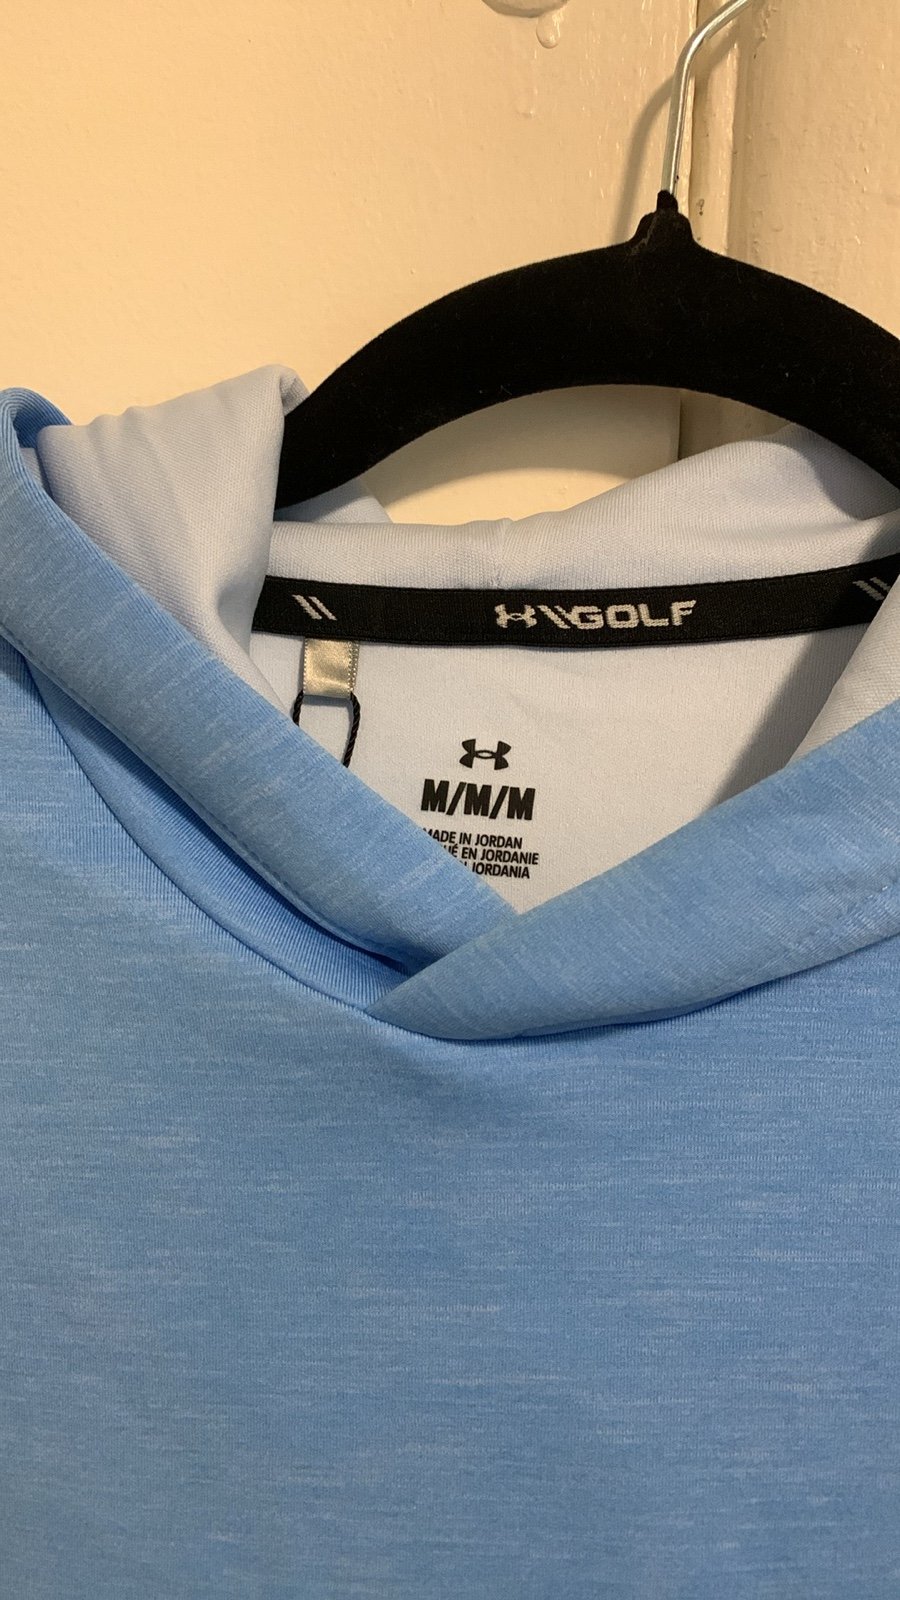 GOLF
M/M/M
MADE IN JORDAN
EN JORDANIE
JORDANIA